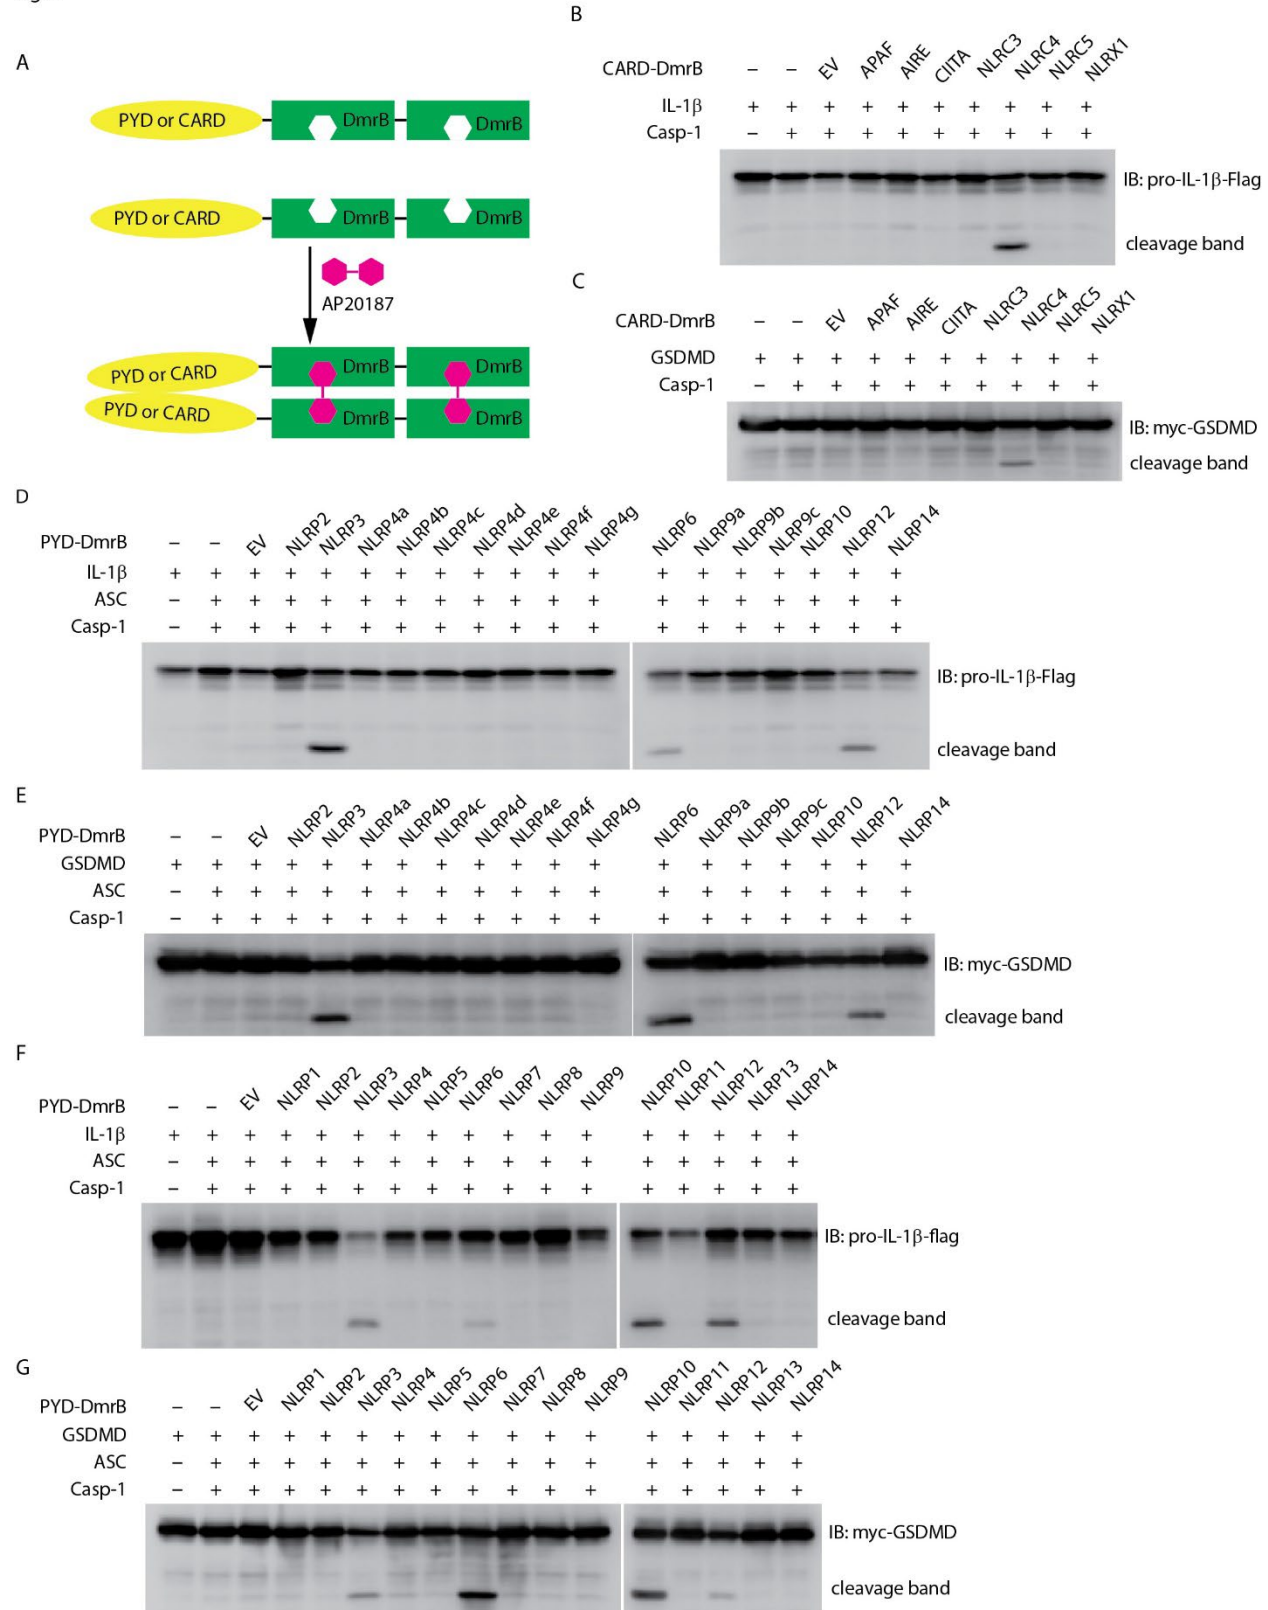 A
PYD or CARD DmrB DmrB
PYD or CARD DmrB DmrB
AP20187
PYD or CARD DmrB
PYD or CARD DmrB DmrB
B
CARD-DmrB – – EV APAF AIRE CIITA NLRC3 NLRC4 NLRC5 NLRX1
IL-1β + + + + + + + + + +
Casp-1 – + + + + + + + + +
IB: pro-IL-1β-Flag
cleavage band
C
CARD-DmrB – – EV APAF AIRE CIITA NLRC3 NLRC4 NLRC5 NLRX1
GSDMD + + + + + + + + + +
Casp-1 – + + + + + + + + +
IB: myc-GSDMD
cleavage band
D
PYD-DmrB – – EV NLRP2 NLRP3 NLRP4a NLRP4b NLRP4c NLRP4d NLRP4e NLRP4f NLRP4g NLRP6 NLRP9a NLRP9b NLRP9c NLRP10 NLRP12 NLRP14
IL-1β + + + + + + + + + + + + + + + + + + +
ASC – + + + + + + + + + + + + + + + + + +
Casp-1 – + + + + + + + + + + + + + + + + + +
IB: pro-IL-1β-Flag
cleavage band
E
PYD-DmrB – – EV NLRP2 NLRP3 NLRP4a NLRP4b NLRP4c NLRP4d NLRP4e NLRP4f NLRP4g NLRP6 NLRP9a NLRP9b NLRP9c NLRP10 NLRP12 NLRP14
GSDMD + + + + + + + + + + + + + + + + + + +
ASC – + + + + + + + + + + + + + + + + + +
Casp-1 – + + + + + + + + + + + + + + + + + +
IB: myc-GSDMD
cleavage band
F
PYD-DmrB – – EV NLRP1 NLRP2 NLRP3 NLRP4 NLRP5 NLRP6 NLRP7 NLRP8 NLRP9 NLRP10 NLRP11 NLRP12 NLRP13 NLRP14
IL-1β + + + + + + + + + + + + + + + + +
ASC – + + + + + + + + + + + + + + + +
Casp-1 – + + + + + + + + + + + + + + + +
IB: pro-IL-1β-flag
cleavage band
G
PYD-DmrB – – EV NLRP1 NLRP2 NLRP3 NLRP4 NLRP5 NLRP6 NLRP7 NLRP8 NLRP9 NLRP10 NLRP11 NLRP12 NLRP13 NLRP14
GSDMD + + + + + + + + + + + + + + + + +
ASC – + + + + + + + + + + + + + + + +
Casp-1 – + + + + + + + + + + + + + + + +
IB: myc-GSDMD
cleavage band